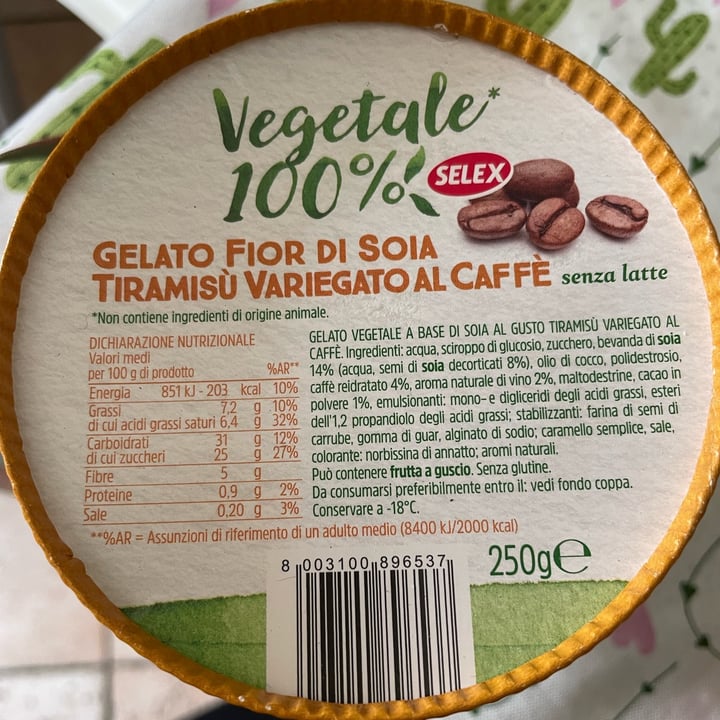 Vegetale*
100%
SELEX
GELATO FIOR DI SOIA
TIRAMISÙ VARIEGATO AL CAFFÈ senza latte
*Non contiene ingredienti di origine animale.
DICHIARAZIONE NUTRIZIONALE
Valori medi
per 100 g di prodotto %AR**
Energia 851 kJ - 203 kcal 10%
Grassi 7,2 g 10%
di cui acidi grassi saturi 6,4 g 32%
Carboidrati 31 g 12%
di cui zuccheri 25 g 27%
Fibre 5 g
Proteine 0,9 g 2%
Sale 0,20 g 3%
GELATO VEGETALE A BASE DI SOIA AL GUSTO TIRAMISÙ VARIEGATO AL
CAFFÈ. Ingredienti: acqua, sciroppo di glucosio, zucchero, bevanda di soia
14% (acqua, semi di soia decorticati 8%), olio di cocco, polidestrosio,
caffè reidratato 4%, aroma naturale di vino 2%, maltodestrine, cacao in
polvere 1%, emulsionanti: mono- e digliceridi degli acidi grassi, esteri
dell'1,2 propandiolo degli acidi grassi; stabilizzanti: farina di semi di
carrube, gomma di guar, alginato di sodio; caramello semplice, sale,
colorante: norbissina di annatto; aromi naturali.
Può contenere frutta a guscio. Senza glutine.
Da consumarsi preferibilmente entro il: vedi fondo coppa.
Conservare a -18°C.
**%AR = Assunzioni di riferimento di un adulto medio (8400 kJ/2000 kcal)
8 003100 896537
250g℮